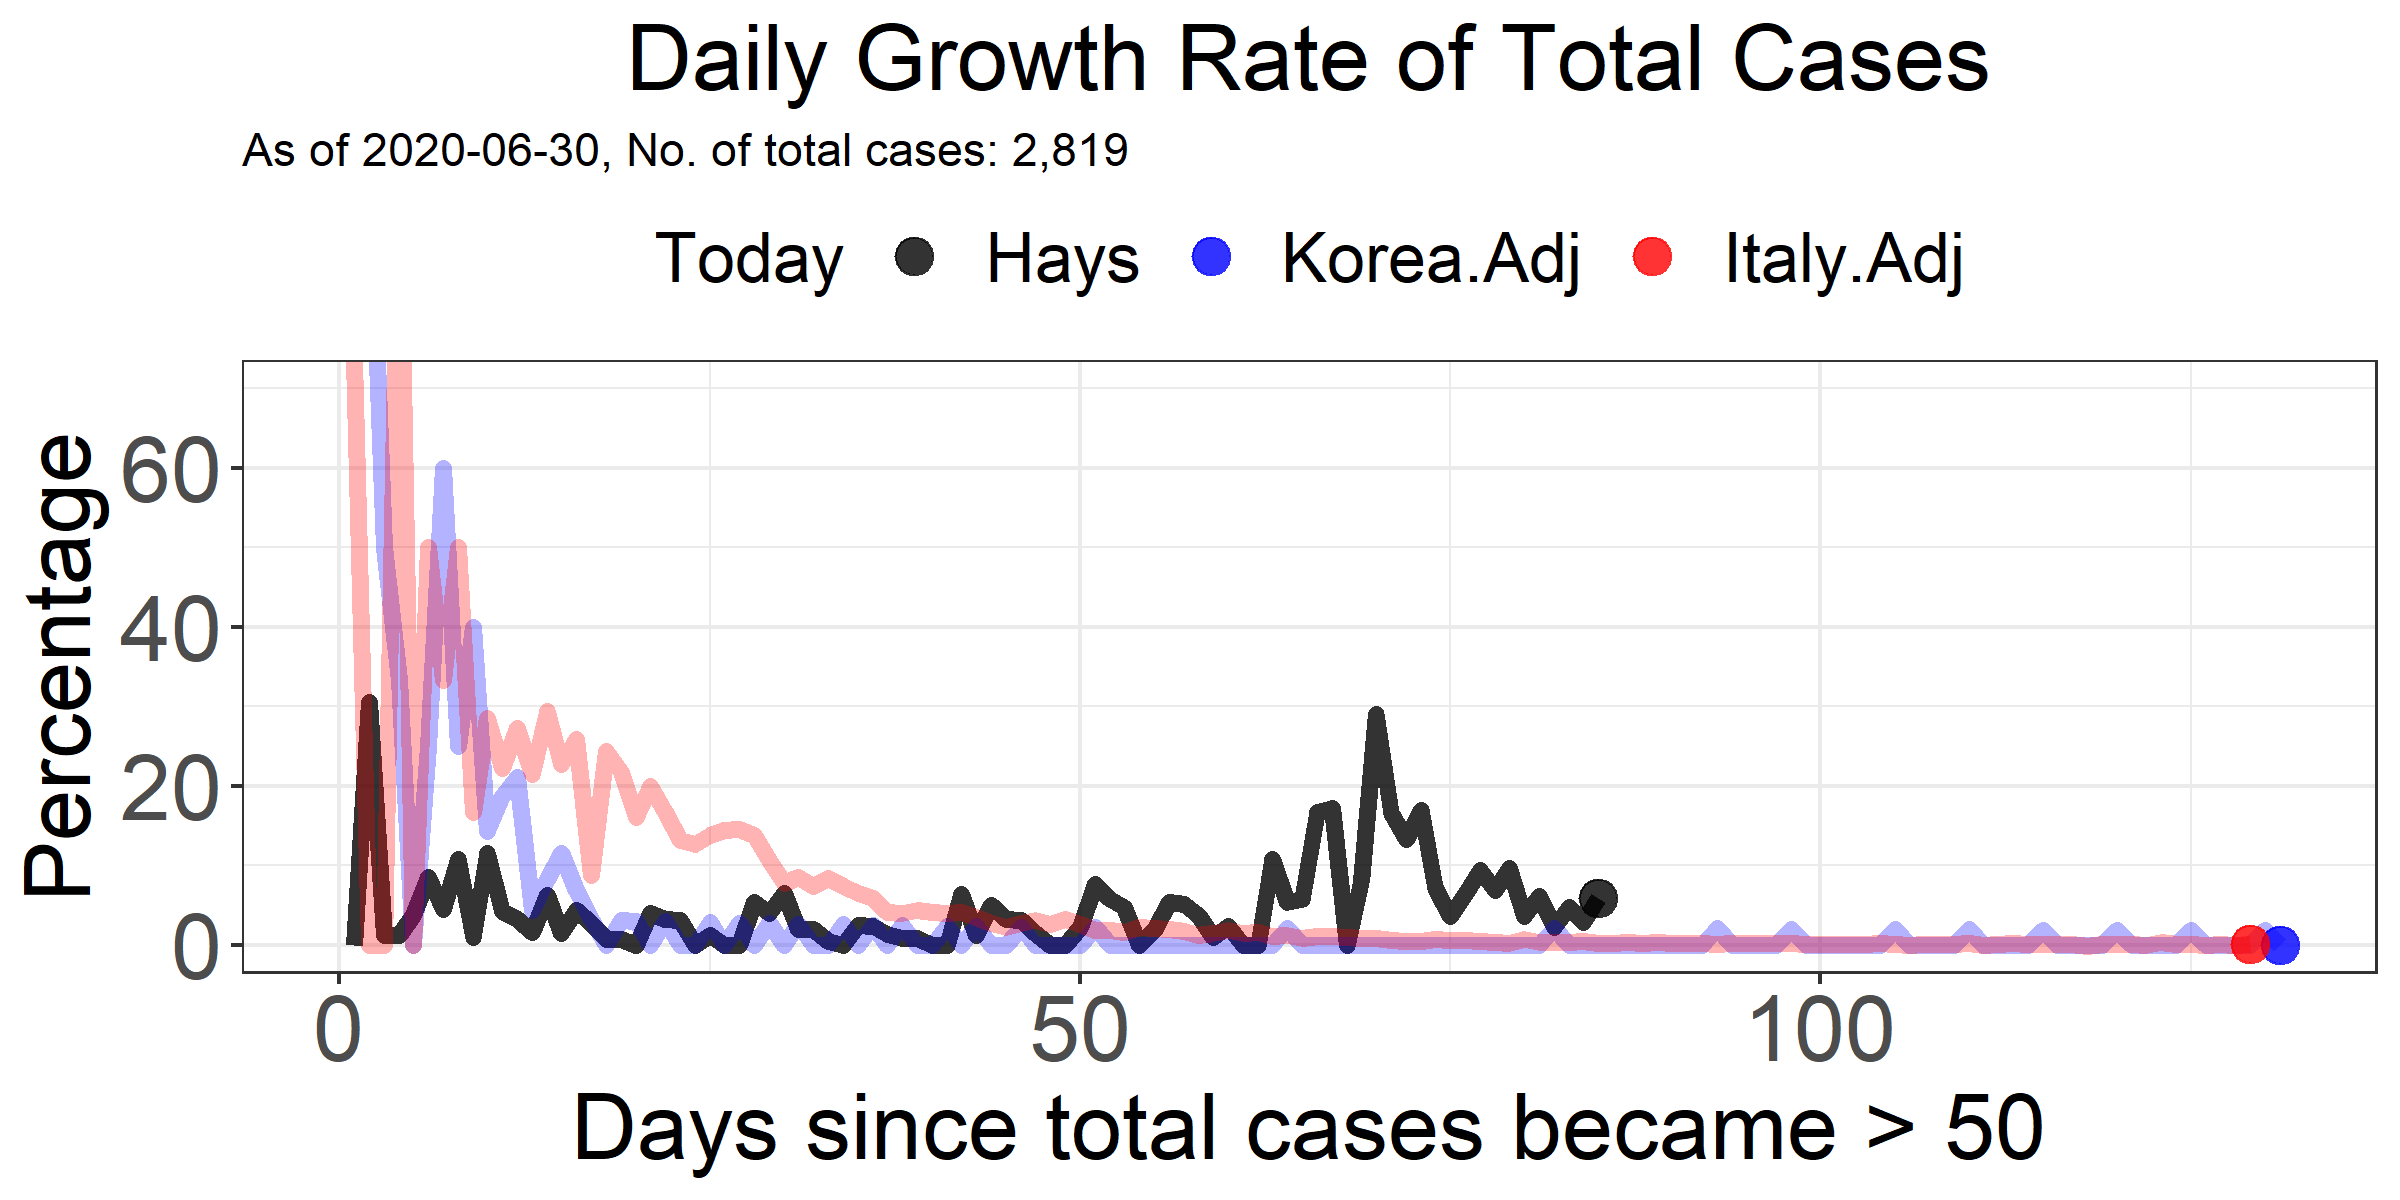 Daily Growth Rate of Total Cases
As of 2020-06-30, No. of total cases: 2,819
Today Hays Korea.Adj Italy.Adj
Percentage
60
40
20
0
0 50 100
Days since total cases became > 50